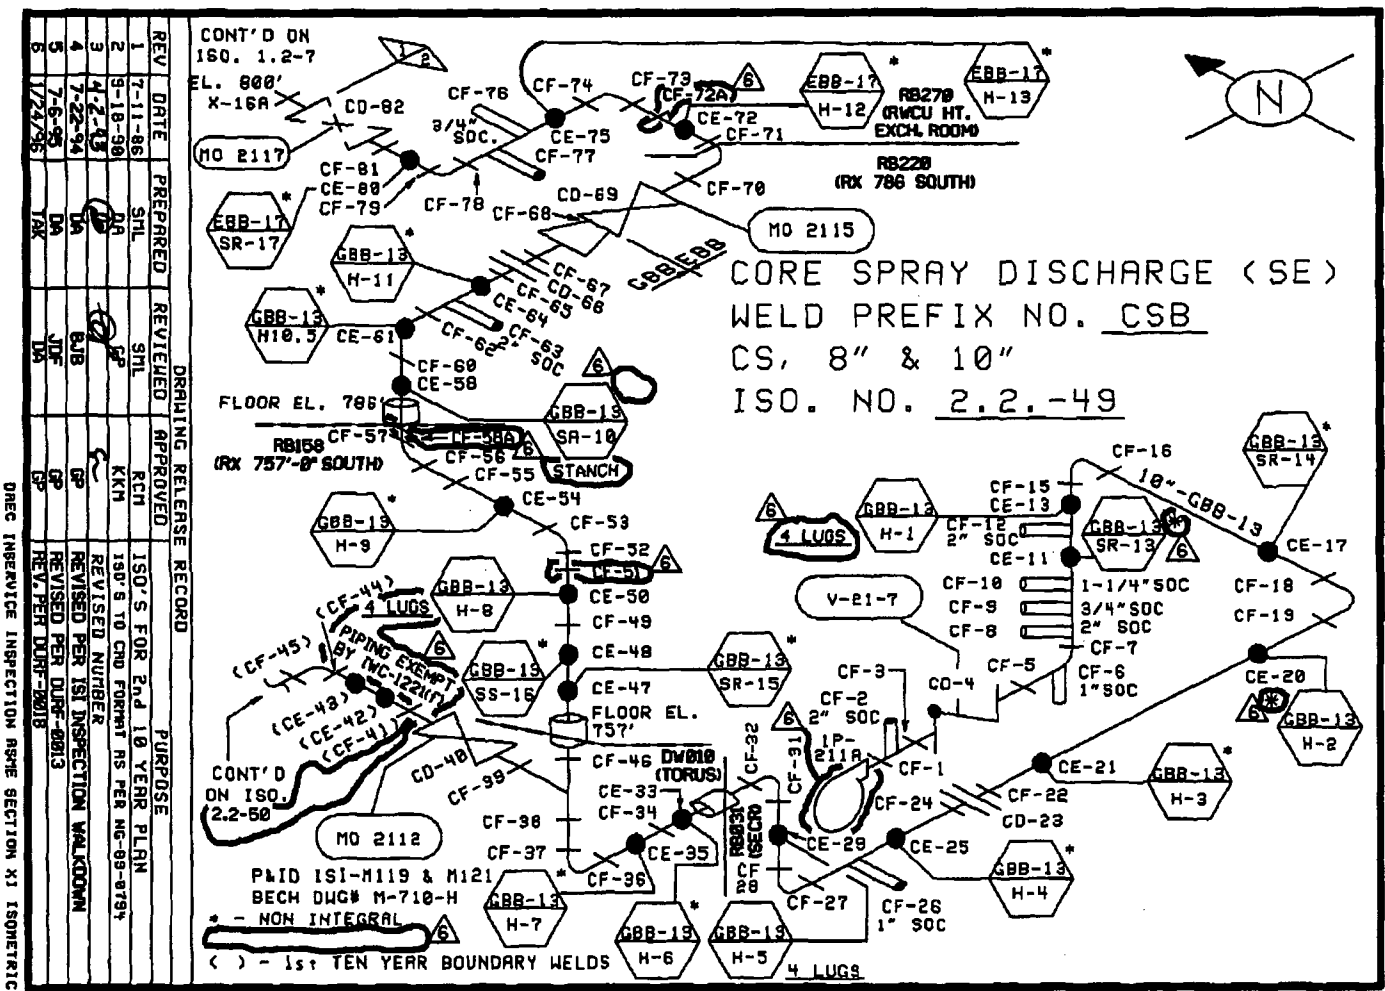 CONT'D ON
ISO. 1.2-7
1
2
EL. 800'
X-16A
CD-82
MO 2117
CF-81
CE-80
CF-79
EBB-17
SR-17
*
CF-76
3/4"
SOC.
CF-78
CF-74
CE-75
CF-77
CF-73
CF-72A
6
CE-72
CF-71
CF-70
EBB-17
H-12
*
RB270
(RWCU HT.
EXCH. ROOM)
EBB-17
H-13
*
RB220
(RX 786 SOUTH)
N
CD-69
CF-68
MO 2115
GBB
EBB
GBB-13
H-11
*
CF-67
CD-66
CF-65
CE-64
CF-63
2" SOC
CF-62
GBB-13
H10.5
*
CE-61
CF-60
CE-58
CORE SPRAY DISCHARGE (SE)
WELD PREFIX NO. CSB
CS, 8" & 10"
ISO. NO. 2.2.-49
FLOOR EL. 786'
6
GBB-13
SA-10
CF-57
CF-58A
6
STANCH
RB158
(RX 757'-0" SOUTH)
CF-56
CF-55
CE-54
GBB-13
H-9
*
CF-53
CF-52
CF-51
6
CE-50
GBB-13
H-8
4 LUGS
CF-49
CE-48
CE-47
GBB-13
SS-16
*
GBB-13
SR-15
*
FLOOR EL.
757'
CF-46
(CF-44)
(CF-45)
(CE-43)
(CE-42)
(CF-41)
PIPING EXEMPT
BY IWC-1221(f)
6
CD-40
CF-39
MO 2112
CONT'D
ON ISO.
2.2-50
CF-38
CF-37
CF-36
CE-35
CF-34
CE-33
DW010
(TORUS)
CF-32
CF-31
RB031
(SECR)
CE-29
CF
28
CF-27
CF-26
1" SOC
CE-25
CF-24
CD-23
CF-22
CE-21
CE-20
CF-19
CF-18
CE-17
CF-16
10"-GBB-13
GBB-13
SR-14
*
CF-15
CE-13
CF-12
2" SOC
CE-11
GBB-13
SR-13
*
6
6
4 LUGS
GBB-13
H-1
CF-10
1-1/4"SOC
CF-9
3/4"SOC
CF-8
2" SOC
CF-7
CF-6
1"SOC
CF-5
CD-4
V-21-7
CF-3
CF-2
2" SOC
1P-
211A
6
CF-1
*
6
GBB-13
H-2
GBB-13
H-3
*
GBB-13
H-4
*
GBB-13
H-5
4 LUGS
GBB-13
H-6
*
GBB-13
H-7
*
P&ID ISI-M119 & M121
BECH DWG# M-710-H
* - NON INTEGRAL
6
( ) - 1st TEN YEAR BOUNDARY WELDS
DRAWING RELEASE RECORD
REV DATE PREPARED REVIEWED APPROVED PURPOSE
1 7-11-86 SML SML RCM ISO'S FOR 2nd 10 YEAR PLAN
2 9-18-90 DA GP KKM ISO'S TO CAD FORMAT AS PER NG-89-0794
3 4-2-93 REVISED NUMBER
4 7-22-94 DA BJB GP REVISED PER ISI INSPECTION WALKDOWN
5 7-6-95 DA JDF GP REVISED PER DURF-0013
6 1/24/96 TAK DA GP REV. PER DURF-0018
DAEC INSERVICE INSPECTION ASME SECTION XI ISOMETRIC